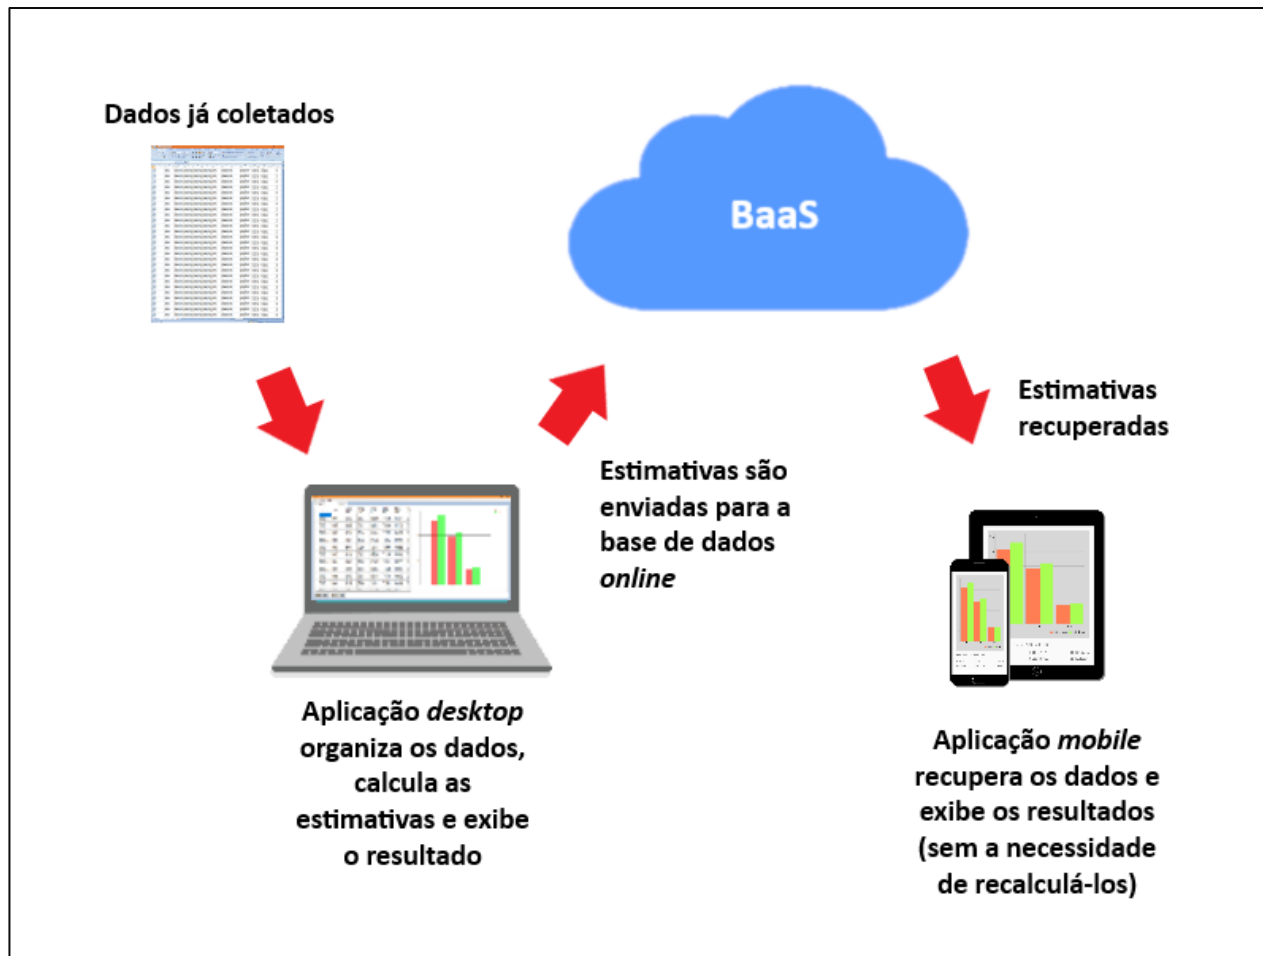 Dados já coletados
BaaS
Estimativas
recuperadas
Estimativas são
enviadas para a
base de dados
online
Aplicação desktop
organiza os dados,
calcula as
estimativas e exibe
o resultado
Aplicação mobile
recupera os dados e
exibe os resultados
(sem a necessidade
de recalculá-los)